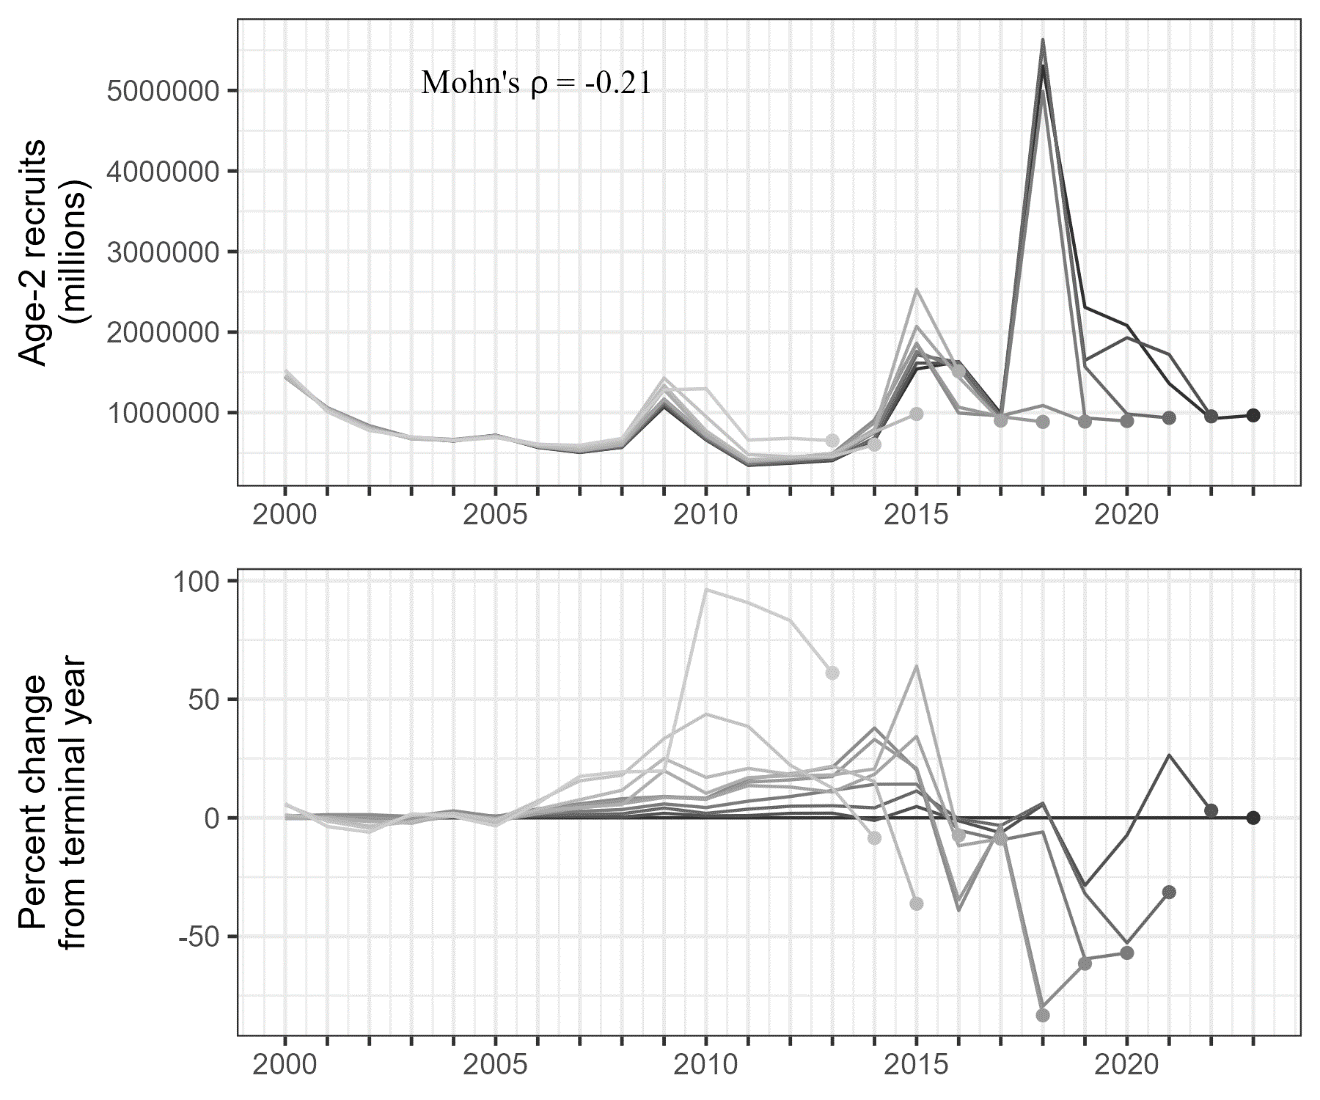 Mohn's ρ = -0.21
Age-2 recruits
(millions)
5000000
4000000
3000000
2000000
1000000
2000 2005 2010 2015 2020
Percent change
from terminal year
100
50
0
-50
2000 2005 2010 2015 2020